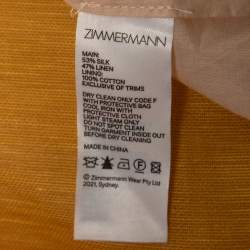 ZIMMERMANN
MAIN:
53% SILK
47% LINEN
LINING:
100% COTTON
EXCLUSIVE OF TRIMS
DRY CLEAN ONLY CODE F
WITH PROTECTIVE BAG
COOL IRON WITH
PROTECTIVE CLOTH
LIGHT STEAM ONLY
DO NOT TUMBLE DRY
TURN GARMENT INSIDE OUT
BEFORE DRY CLEANING
MADE IN CHINA
© Zimmermann Wear Pty Ltd
2021, Sydney.